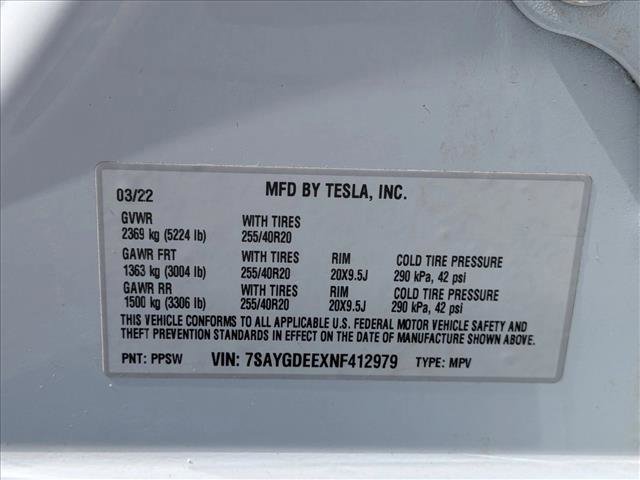 03/22 MFD BY TESLA, INC.
GVWR WITH TIRES
2369 kg (5224 lb) 255/40R20
GAWR FRT WITH TIRES RIM COLD TIRE PRESSURE
1363 kg (3004 lb) 255/40R20 20X9.5J 290 kPa, 42 psi
GAWR RR WITH TIRES RIM COLD TIRE PRESSURE
1500 kg (3306 lb) 255/40R20 20X9.5J 290 kPa, 42 psi
THIS VEHICLE CONFORMS TO ALL APPLICABLE U.S. FEDERAL MOTOR VEHICLE SAFETY AND
THEFT PREVENTION STANDARDS IN EFFECT ON THE DATE OF MANUFACTURE SHOWN ABOVE.
PNT: PPSW VIN: 7SAYGDEEXNF412979 TYPE: MPV